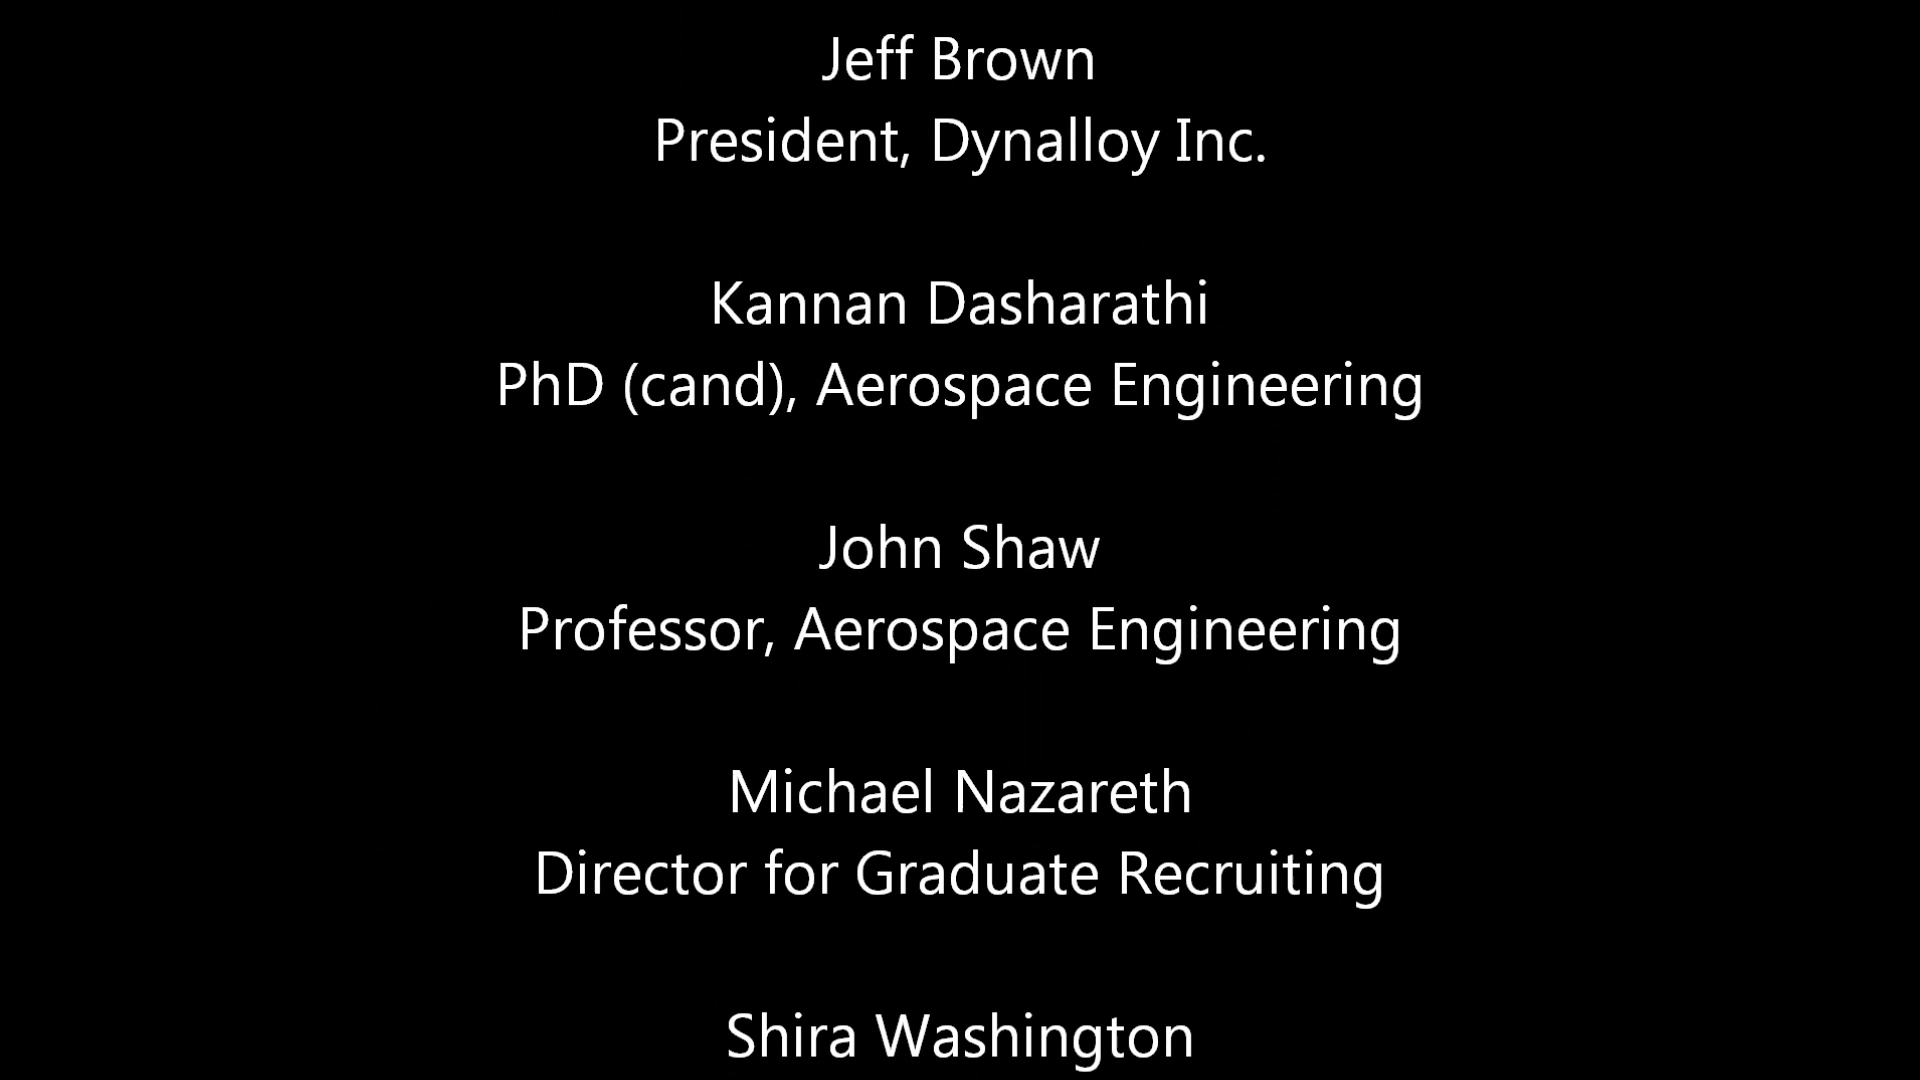 Jeff Brown
President, Dynalloy Inc.
Kannan Dasharathi
PhD (cand), Aerospace Engineering
John Shaw
Professor, Aerospace Engineering
Michael Nazareth
Director for Graduate Recruiting
Shira Washington